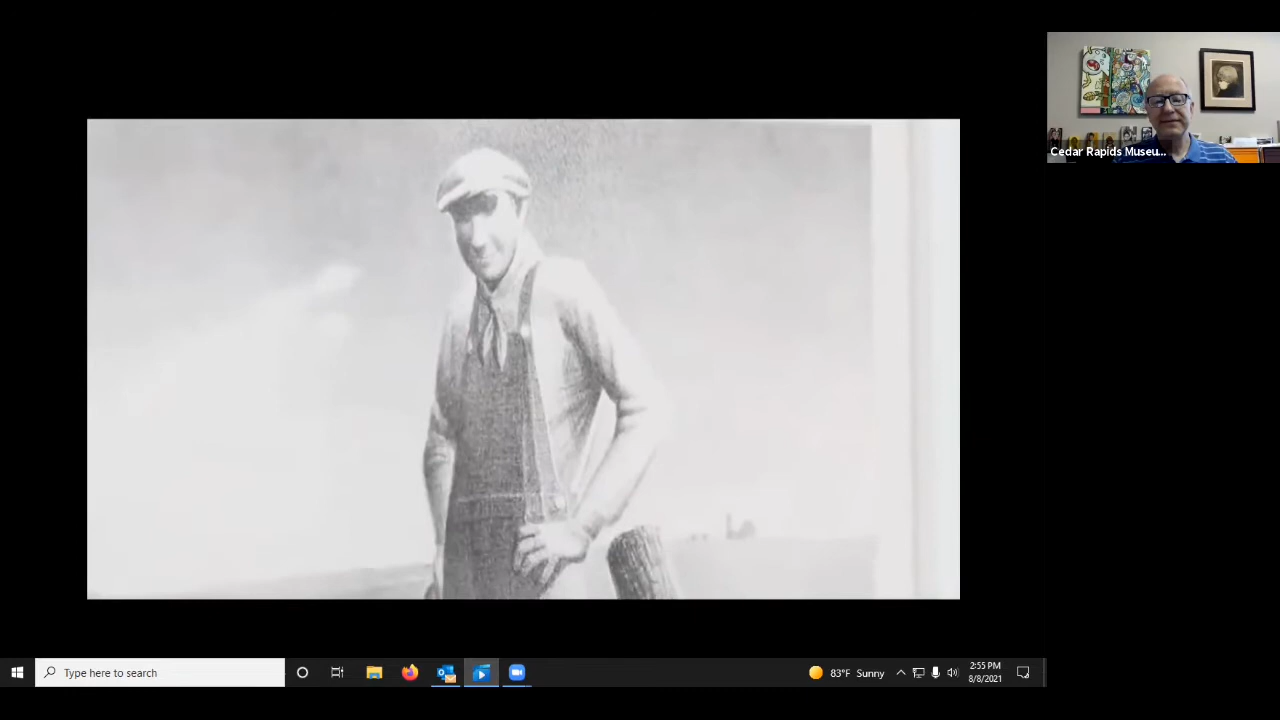 Cedar Rapids Museu...
Type here to search
83°F Sunny
2:55 PM
8/8/2021